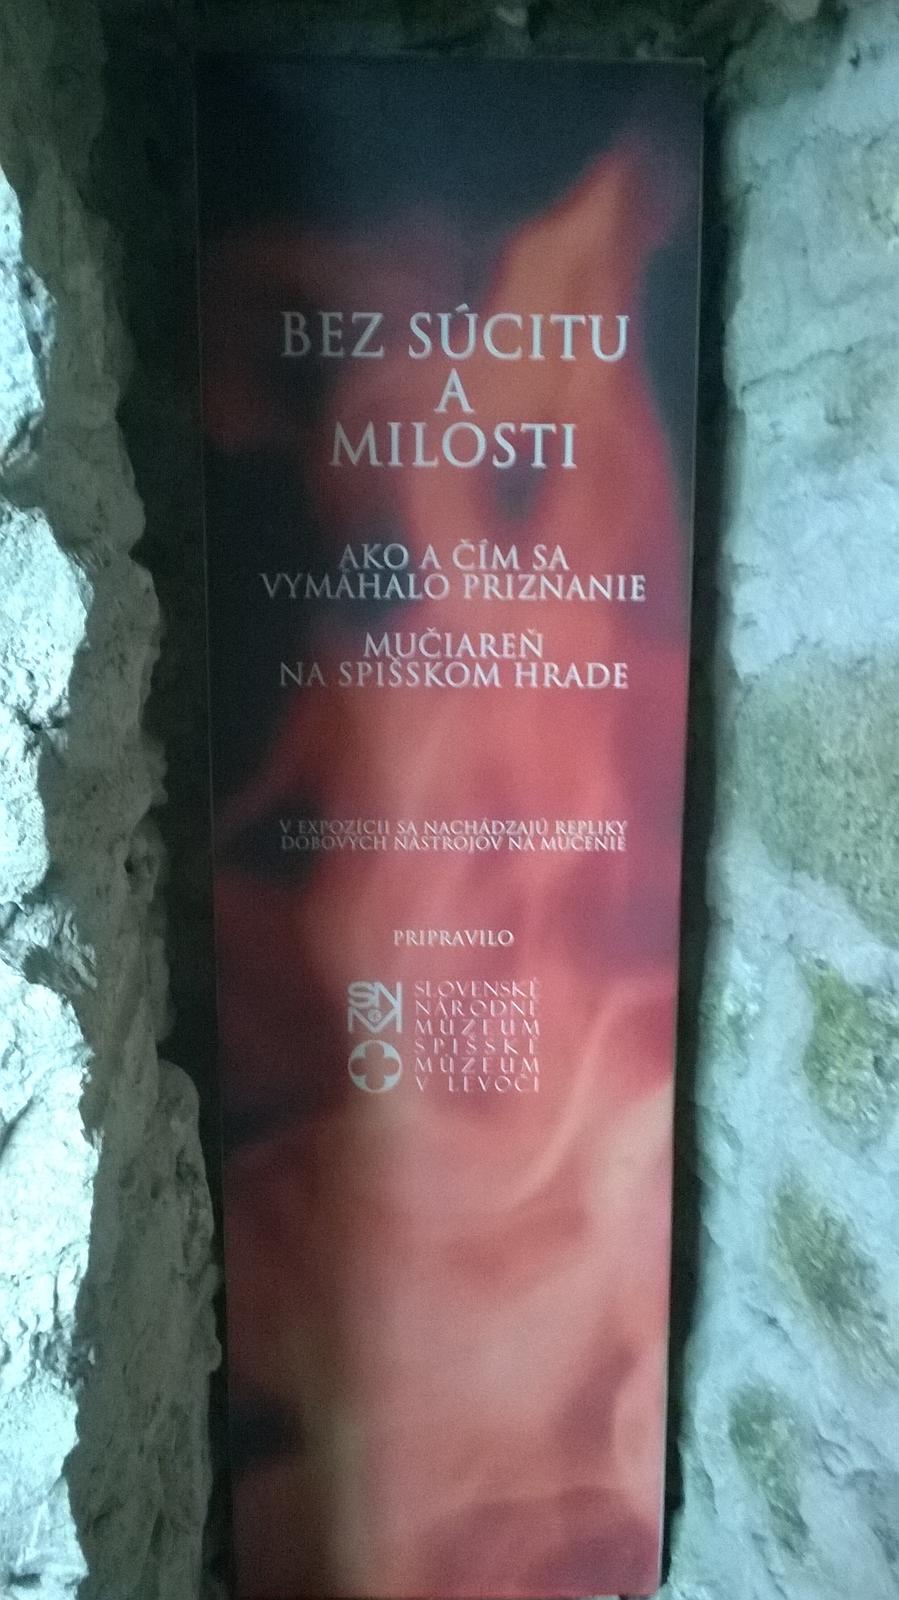 BEZ SÚCITU
A
MILOSTI
AKO A ČÍM SA
VYMÁHALO PRIZNANIE
MUČIAREŇ
NA SPIŠSKOM HRADE
V EXPOZÍCII SA NACHÁDZAJÚ REPLIKY
DOBOVÝCH NÁSTROJOV NA MUČENIE
PRIPRAVILO
SNM
SLOVENSKÉ
NÁRODNÉ
MÚZEUM
SPIŠSKÉ
MÚZEUM
V LEVOČI